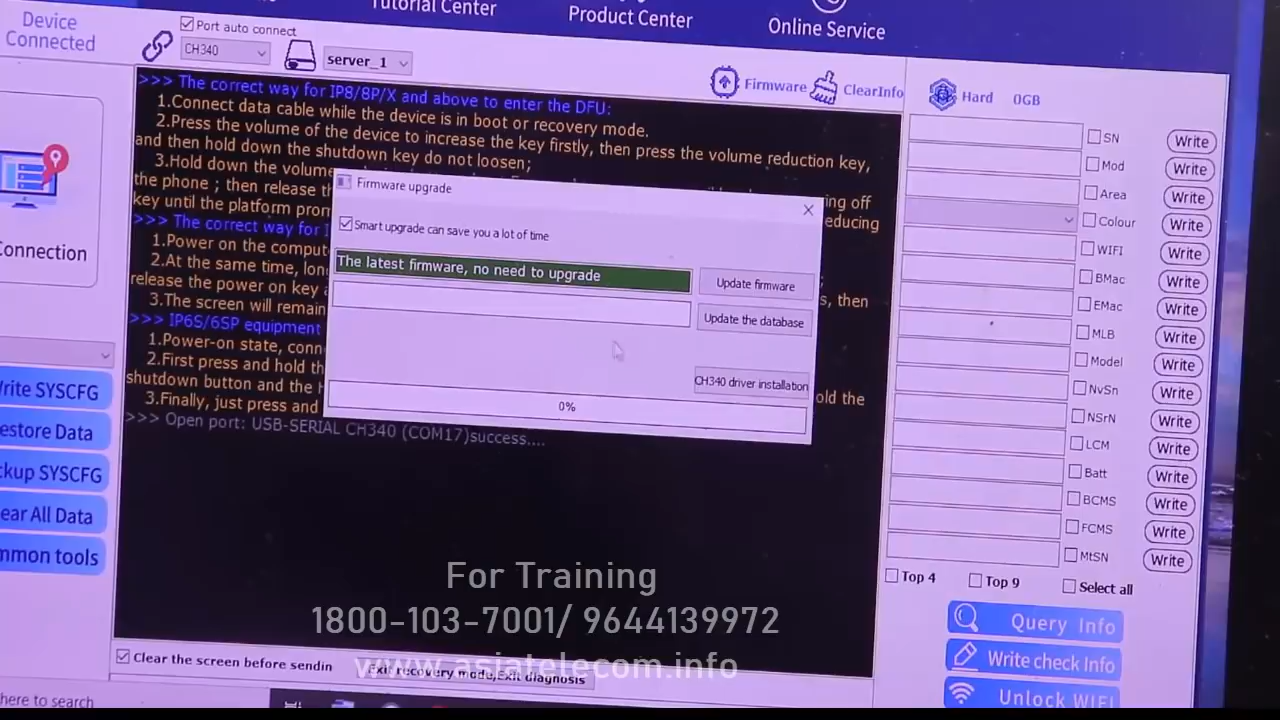 Tutorial Center
Product Center
Online Service
Device
Connected
Port auto connect
CH340
server_1
Firmware
ClearInfo
Hard 0GB
>>> The correct way for IP8/8P/X and above to enter the DFU:
1.Connect data cable while the device is in boot or recovery mode.
2.Press the volume of the device to increase the key firstly, then press the volume reduction key,
and then hold down the shutdown key do not loosen;
3.Hold down the volume
ing off
the phone ; then release th
educing
key until the platform prom
>>> The correct way for I
1.Power on the comput
2.At the same time, lon
release the power on key a
s, then
3.The screen will remain
>>> IP6S/6SP equipment
1.Power-on state, conn
2.First press and hold th
shutdown button and the H
old the
3.Finally, just press and
>>> Open port: USB-SERIAL CH340 (COM17)success....
Firmware upgrade
Smart upgrade can save you a lot of time
The latest firmware, no need to upgrade
Update firmware
Update the database
CH340 driver installation
0%
onnection
rite SYSCFG
estore Data
ckup SYSCFG
ear All Data
mmon tools
SN Write
Mod Write
Area Write
Colour Write
WIFI Write
BMac Write
EMac Write
MLB Write
Model Write
NvSn Write
NSrN Write
LCM Write
Batt Write
BCMS Write
FCMS Write
MtSN Write
Top 4 Top 9 Select all
Query Info
Write check Info
Unlock WIFI
For Training
1800-103-7001/ 9644139972
www.asiatelecom.info
Clear the screen before sendin
Exit recovery mode,Exit diagnosis
here to search